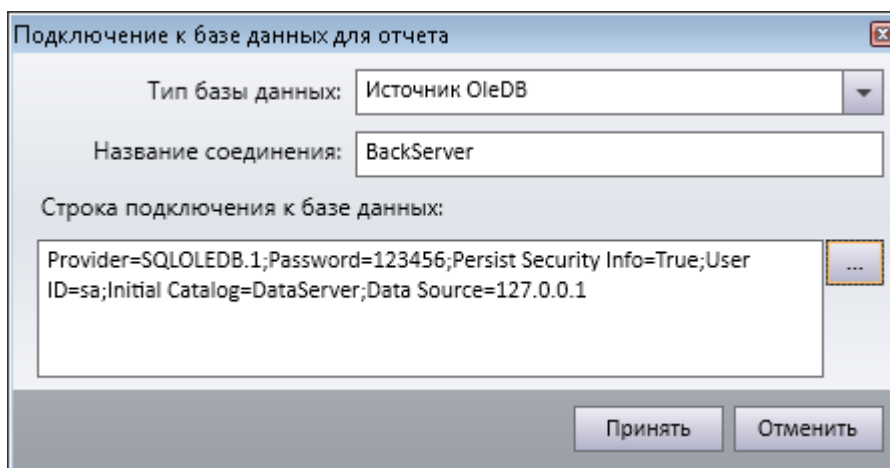 Подключение к базе данных для отчета
Тип базы данных: Источник OleDB
Название соединения: BackServer
Строка подключения к базе данных:
Provider=SQLOLEDB.1;Password=123456;Persist Security Info=True;User
ID=sa;Initial Catalog=DataServer;Data Source=127.0.0.1
...
Принять Отменить